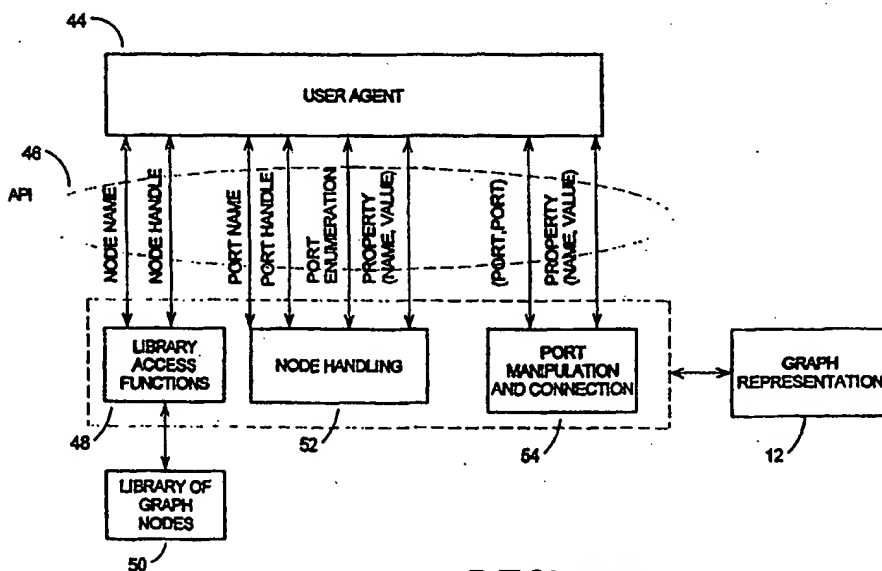 44
USER AGENT
46
API
NODE NAME
NODE HANDLE
PORT NAME
PORT HANDLE
PORT
ENUMERATION
PROPERTY
(NAME, VALUE)
(PORT,PORT)
PROPERTY
(NAME, VALUE)
LIBRARY
ACCESS
FUNCTIONS
NODE HANDLING
PORT
MANIPULATION
AND CONNECTION
GRAPH
REPRESENTATION
48
52
54
12
LIBRARY OF
GRAPH
NODES
50